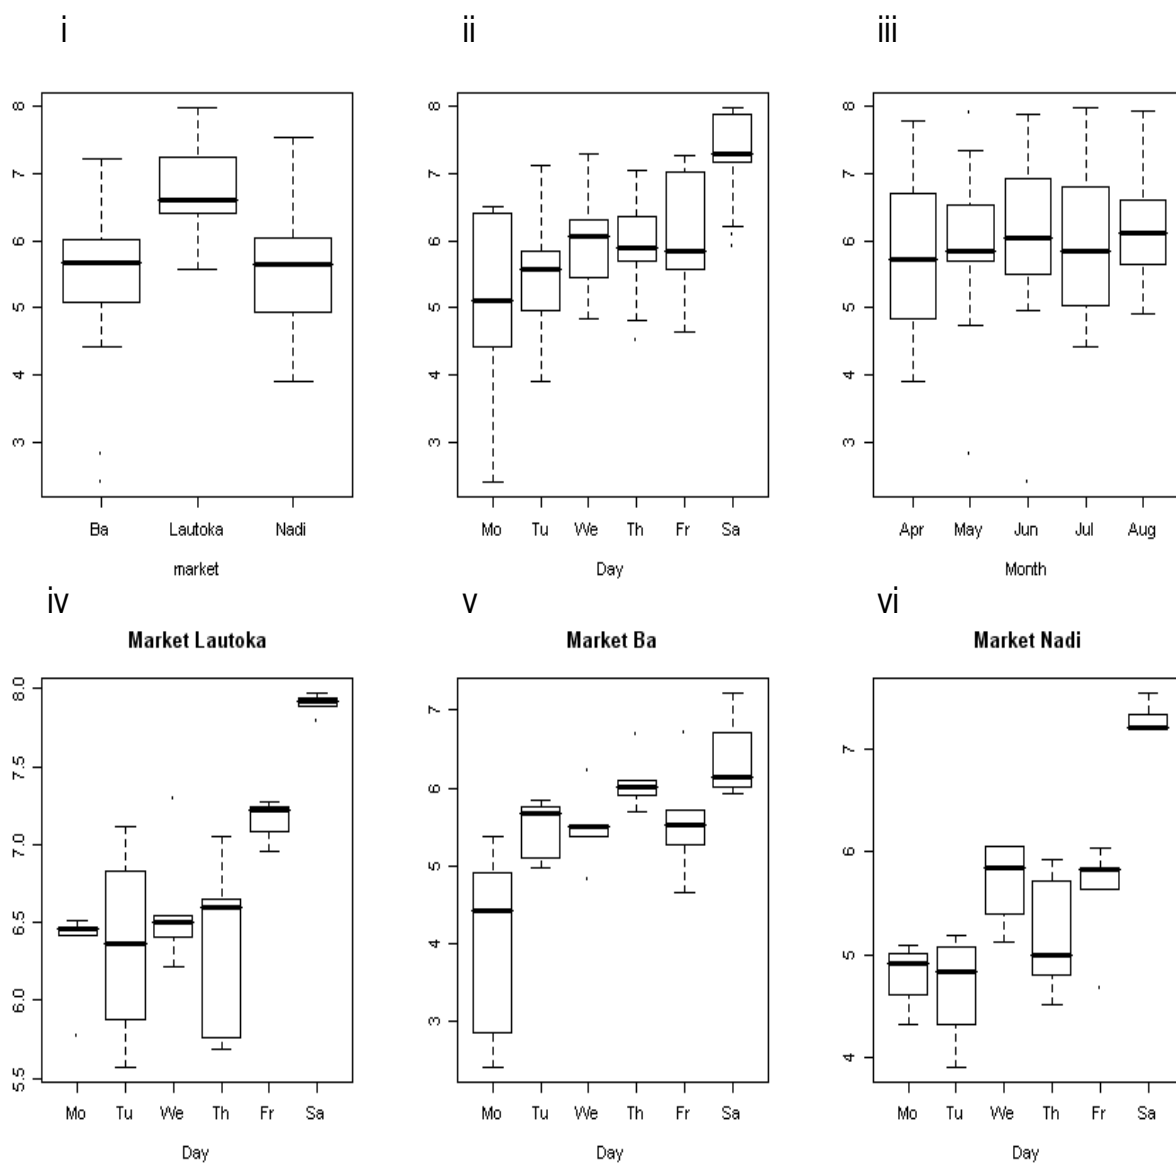 i ii iii
8 8 8
7 7 7
6 6 6
5 5 5
4 4 4
3 3 3
Ba Lautoka Nadi Mo Tu We Th Fr Sa Apr May Jun Jul Aug
market Day Month
iv v vi
Market Lautoka Market Ba Market Nadi
8.0 7 7
7.5 6 6
7.0 5 5
6.5 4 4
6.0 3
5.5
Mo Tu We Th Fr Sa Mo Tu We Th Fr Sa Mo Tu We Th Fr Sa
Day Day Day